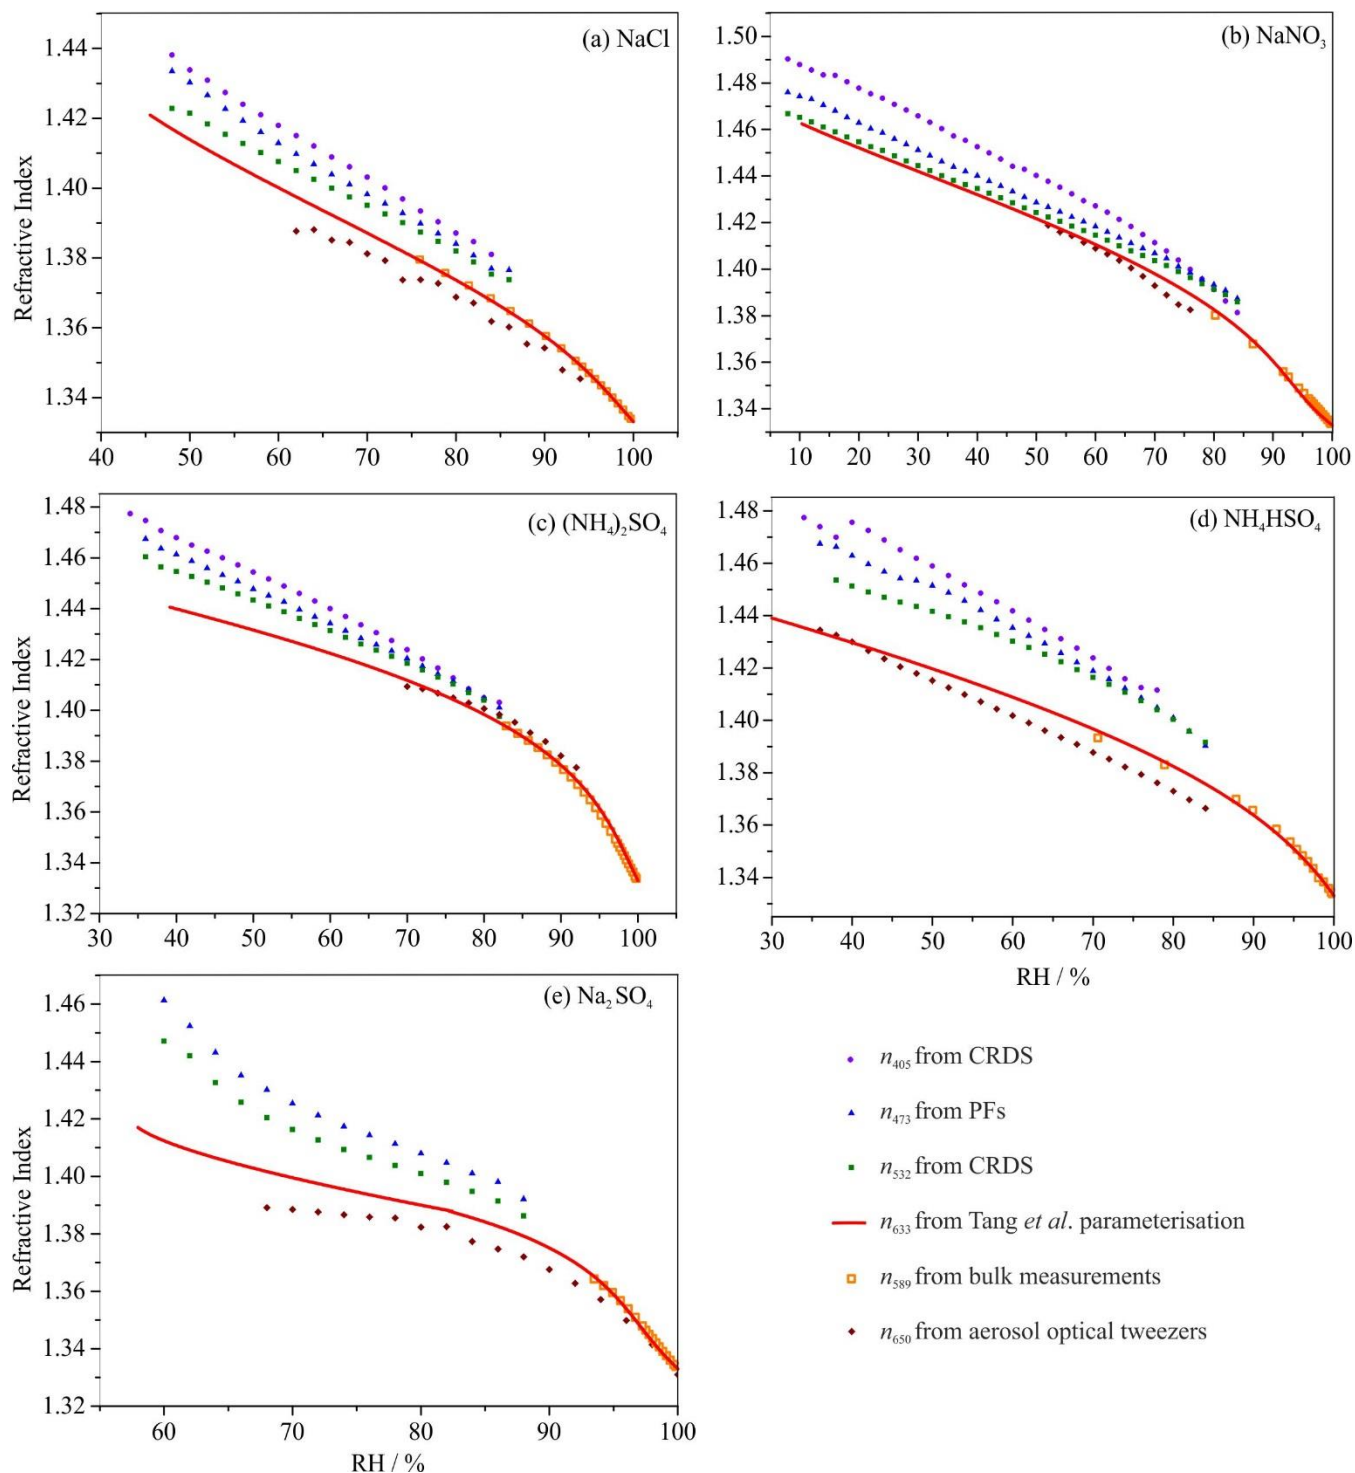 (a) NaCl
1.44
1.42
1.40
1.38
1.36
1.34
Refractive Index
40 50 60 70 80 90 100
(b) NaNO₃
1.50
1.48
1.46
1.44
1.42
1.40
1.38
1.36
1.34
10 20 30 40 50 60 70 80 90 100
(c) (NH₄)₂SO₄
1.48
1.46
1.44
1.42
1.40
1.38
1.36
1.34
1.32
Refractive Index
30 40 50 60 70 80 90 100
(d) NH₄HSO₄
1.48
1.46
1.44
1.42
1.40
1.38
1.36
1.34
30 40 50 60 70 80 90 100
RH / %
(e) Na₂SO₄
1.46
1.44
1.42
1.40
1.38
1.36
1.34
1.32
Refractive Index
60 70 80 90 100
RH / %
n₄₀₅ from CRDS
n₄₇₃ from PFs
n₅₃₂ from CRDS
n₆₃₃ from Tang et al. parameterisation
n₅₈₉ from bulk measurements
n₆₅₀ from aerosol optical tweezers